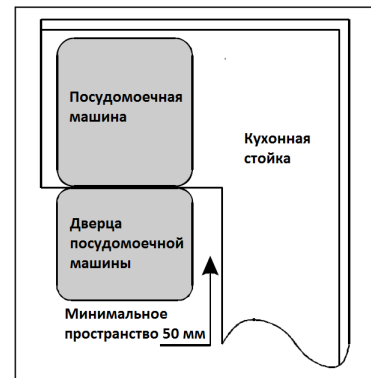 Посудомоечная
машина
Кухонная
стойка
Дверца
посудомоечной
машины
Минимальное
пространство 50 мм